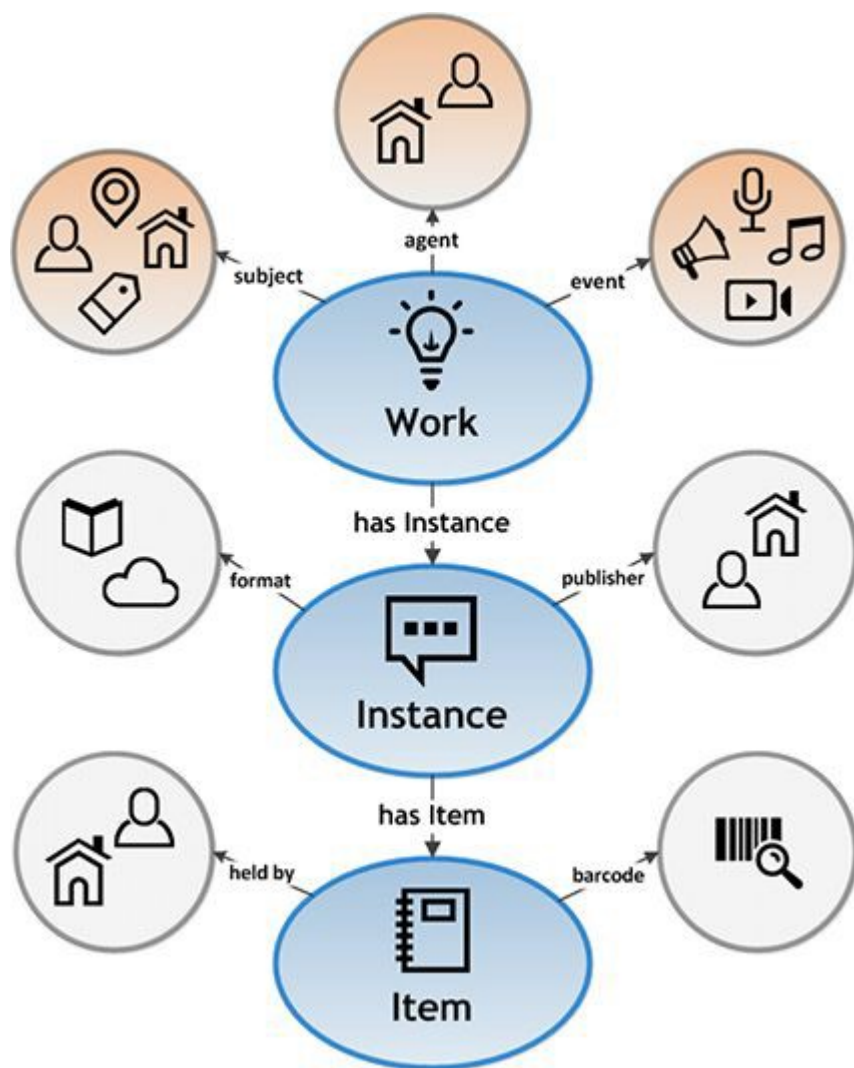 agent
subject
event
Work
has Instance
format
publisher
Instance
has Item
held by
barcode
Item